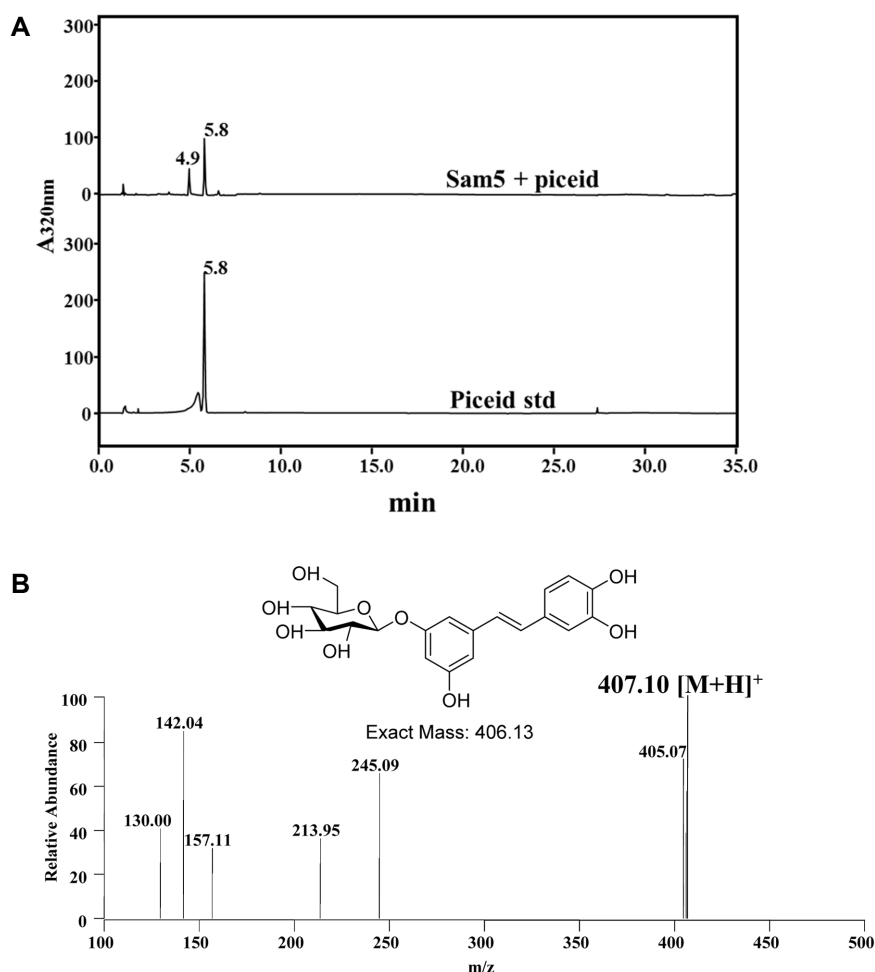 A
300
200
100
0
4.9
5.8
Sam5 + piceid
A320nm
300
200
100
0
5.8
Piceid std
0.0 5.0 10.0 15.0 20.0 25.0 30.0 35.0
min
B
OH
OH
OH
OH
O
O
OH
OH
OH
407.10 [M+H]+
Exact Mass: 406.13
Relative Abundance
100
80
60
40
20
0
130.00
142.04
157.11
213.95
245.09
405.07
100 150 200 250 300 350 400 450 500
m/z